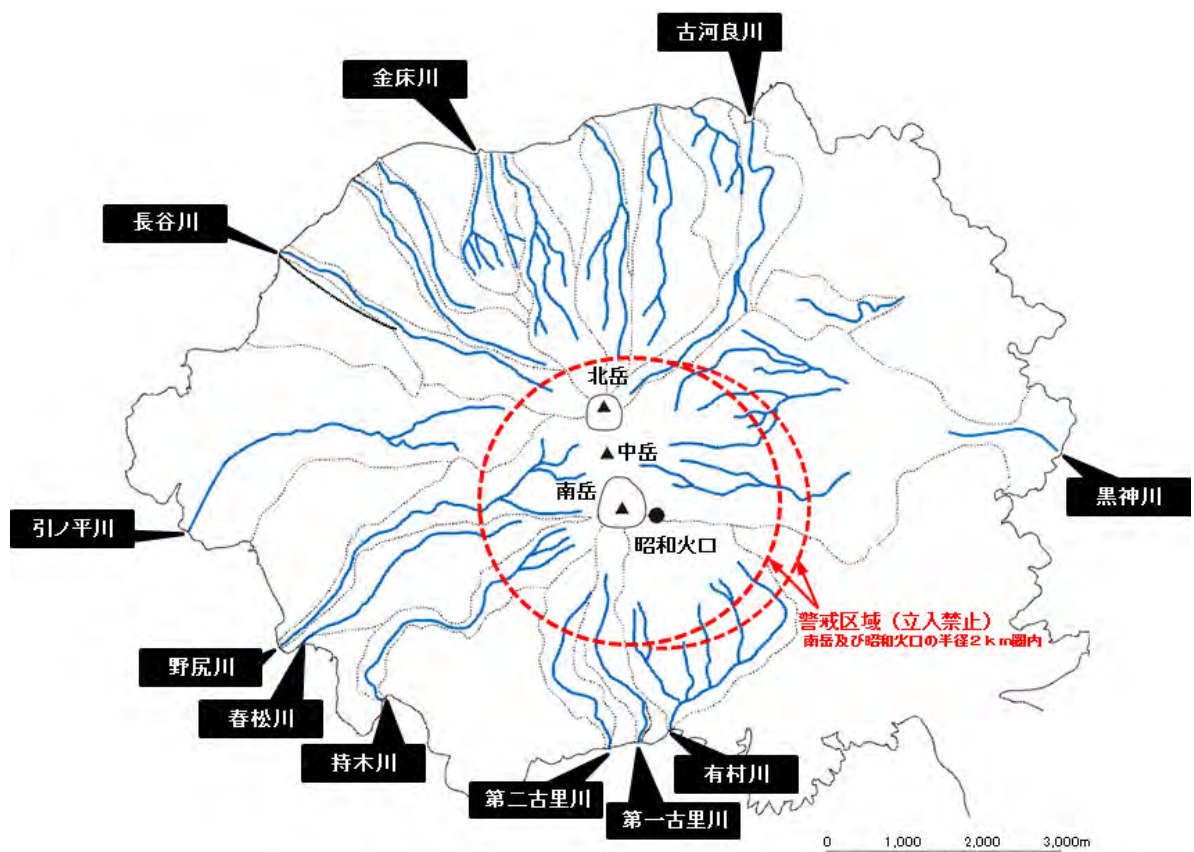 古河良川
金床川
長谷川
北岳
中岳
南岳
昭和火口
黒神川
引ノ平川
警戒区域（立入禁止）
南岳及び昭和火口の半径２ｋｍ圏内
野尻川
春松川
持木川
有村川
第二古里川
第一古里川
0 1,000 2,000 3,000m